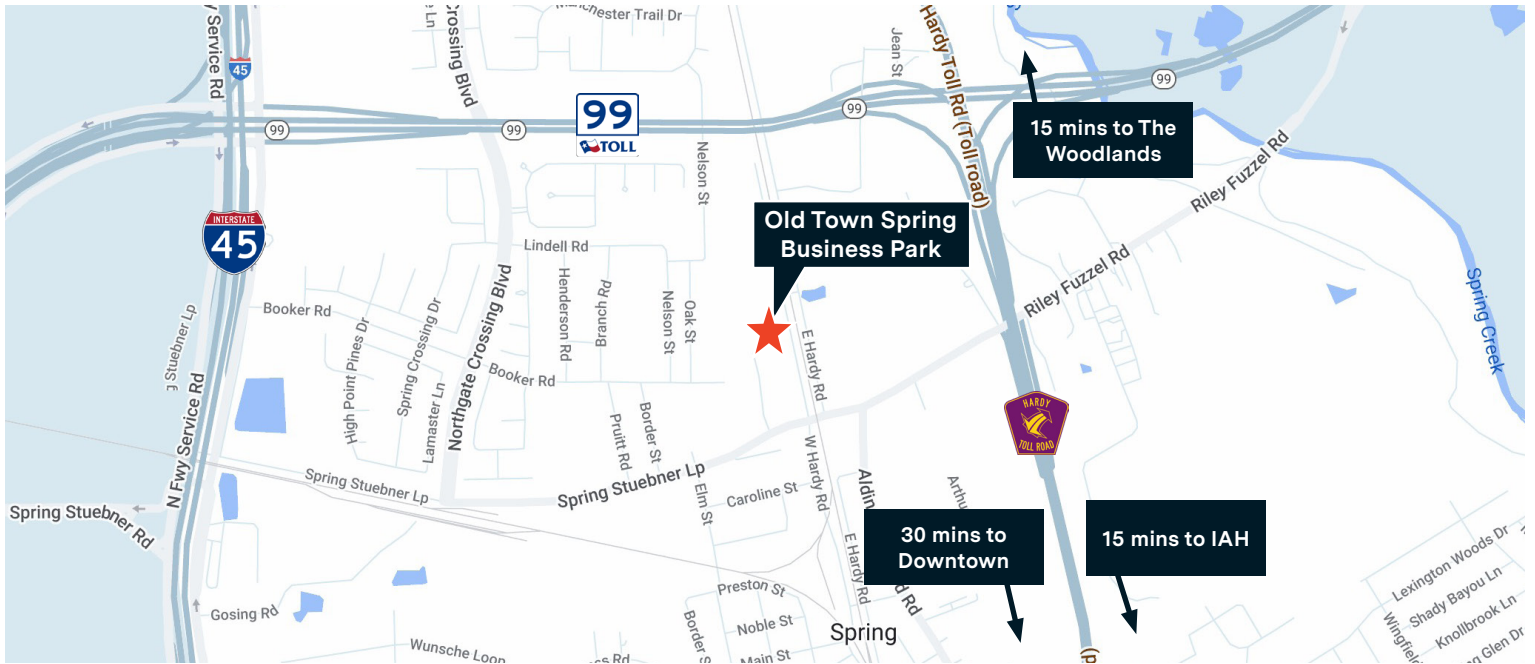 Manchester Trail Dr
Service Rd
Crossing Blvd
45
99
99
99
TOLL
99
99
Jean St
Hardy Toll Rd (Toll road)
15 mins to The
Woodlands
Riley Fuzzel Rd
Nelson St
INTERSTATE
45
Old Town Spring
Business Park
Lindell Rd
Riley Fuzzel Rd
Spring Creek
Booker Rd
Henderson Rd
Branch Rd
Nelson St
Oak St
Northgate Crossing Blvd
E Hardy Rd
Stuebner Lp
High Point Pines Dr
Spring Crossing Dr
Lamaster Ln
Booker Rd
N Fwy Service Rd
Pruitt Rd
Border St
W Hardy Rd
HARDY
TOLL ROAD
Spring Stuebner Lp
Spring Stuebner Lp
Elm St
Caroline St
Spring Stuebner Rd
30 mins to
Downtown
15 mins to IAH
E Hardy Rd
Rd
Preston St
Noble St
Main St
Border S
Spring
Gosing Rd
Wunsche Loop
Rd
Lexington Woods Dr
Shady Bayou Ln
Knollbrook Ln
Glen Dr